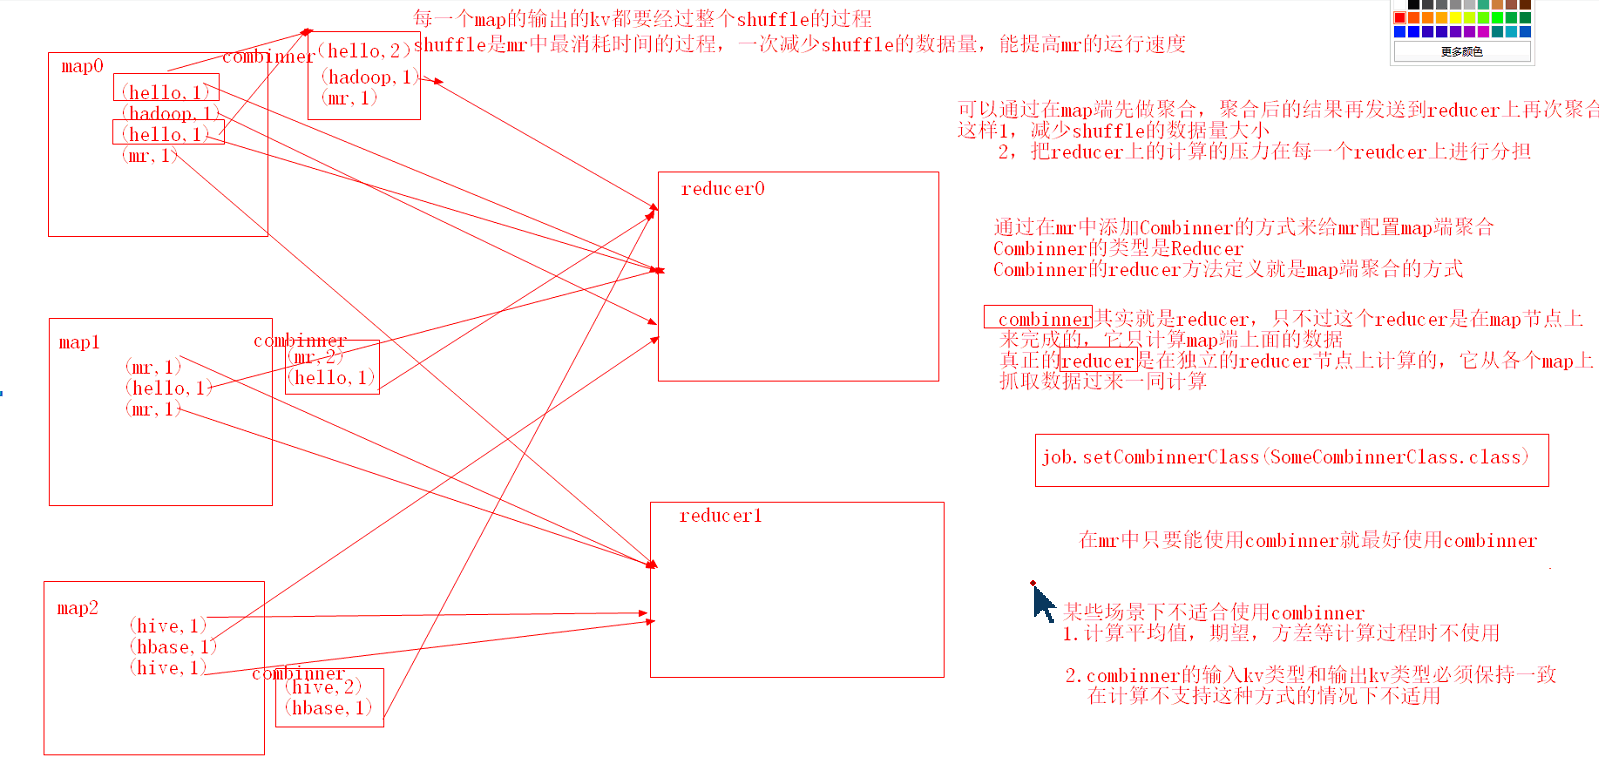 每一个map的输出的kv都要经过整个shuffle的过程
shuffle是mr中最消耗时间的过程，一次减少shuffle的数据量，能提高mr的运行速度
更多颜色
map0
(hello,1)
(hadoop,1)
(hello,1)
(mr,1)
combinner
(hello,2)
(hadoop,1)
(mr,1)
map1
(mr,1)
(hello,1)
(mr,1)
combinner
(mr,2)
(hello,1)
map2
(hive,1)
(hbase,1)
(hive,1)
combinner
(hive,2)
(hbase,1)
reducer0
reducer1
可以通过在map端先做聚合，聚合后的结果再发送到reducer上再次聚合
这样1，减少shuffle的数据量大小
2，把reducer上的计算的压力在每一个reudcer上进行分担
通过在mr中添加Combinner的方式来给mr配置map端聚合
Combinner的类型是Reducer
Combinner的reducer方法定义就是map端聚合的方式
combinner其实就是reducer，只不过这个reducer是在map节点上
来完成的，它只计算map端上面的数据
真正的reducer是在独立的reducer节点上计算的，它从各个map上
抓取数据过来一同计算
job.setCombinnerClass(SomeCombinnerClass.class)
在mr中只要能使用combinner就最好使用combinner
某些场景下不适合使用combinner
1.计算平均值，期望，方差等计算过程时不使用
2.combinner的输入kv类型和输出kv类型必须保持一致
在计算不支持这种方式的情况下不适用